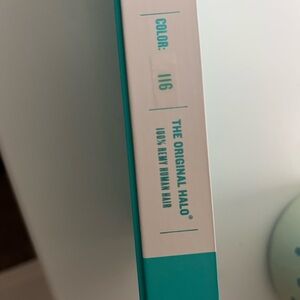 COLOR:
116
THE ORIGINAL HALO®
100% REMY HUMAN HAIR